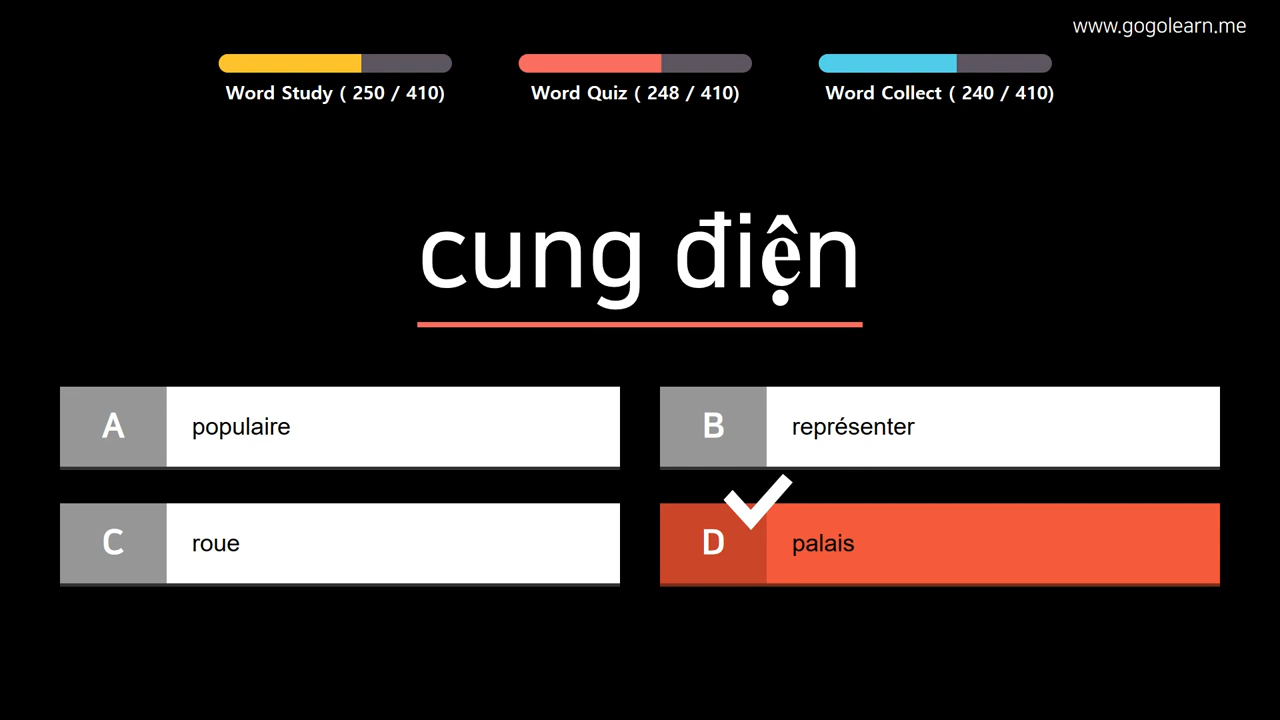 www.gogolearn.me
Word Study ( 250 / 410)
Word Quiz ( 248 / 410)
Word Collect ( 240 / 410)
cung điện
A populaire
B représenter
C roue
D palais